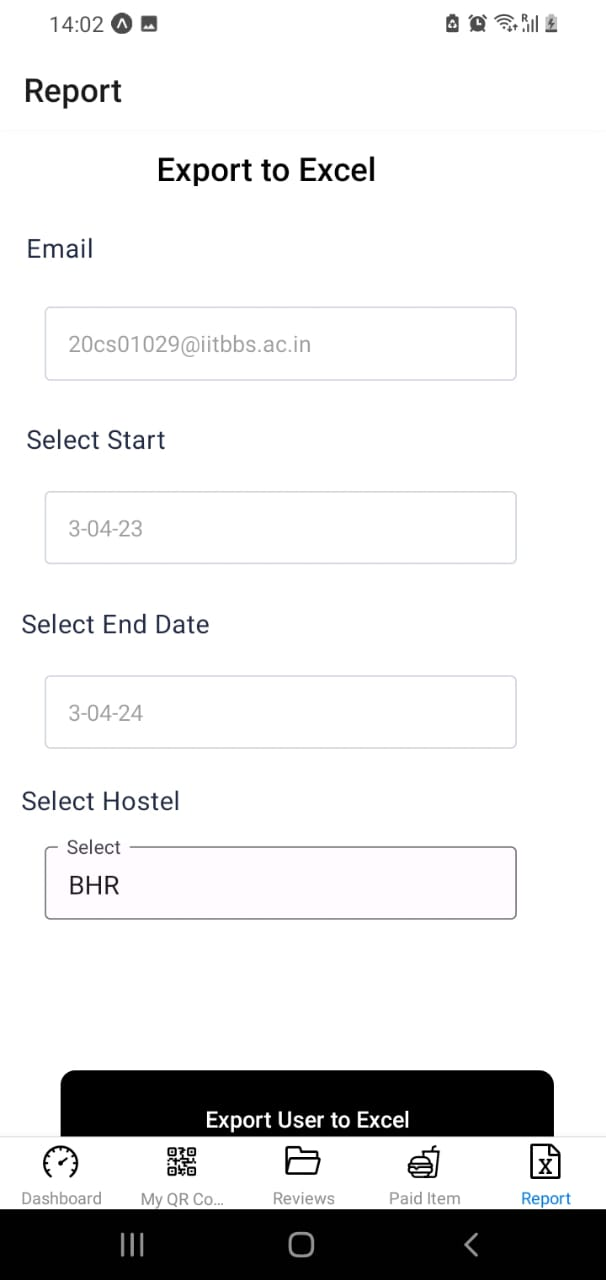 14:02
Report
Export to Excel
Email
20cs01029@iitbbs.ac.in
Select Start
3-04-23
Select End Date
3-04-24
Select Hostel
Select
BHR
Export User to Excel
Dashboard
My QR Co...
Reviews
Paid Item
Report